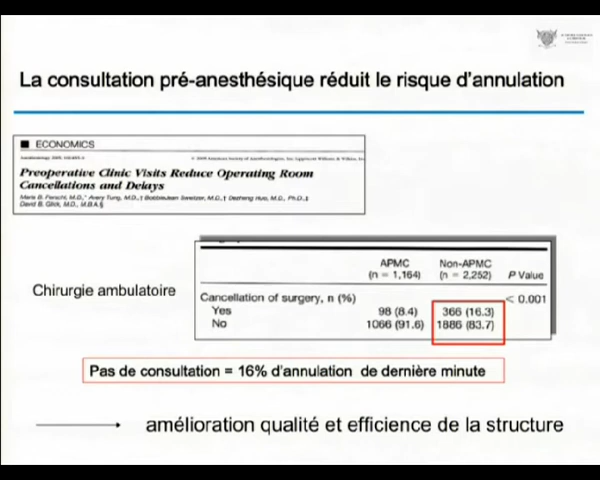 La consultation pré-anesthésique réduit le risque d'annulation
■ ECONOMICS
Preoperative Clinic Visits Reduce Operating Room
Cancellations and Delays
APMC Non-APMC
(n = 1,164) (n = 2,252) P Value
Chirurgie ambulatoire
Cancellation of surgery, n (%) < 0.001
Yes 98 (8.4) 366 (16.3)
No 1066 (91.6) 1886 (83.7)
Pas de consultation = 16% d'annulation de dernière minute
amélioration qualité et efficience de la structure